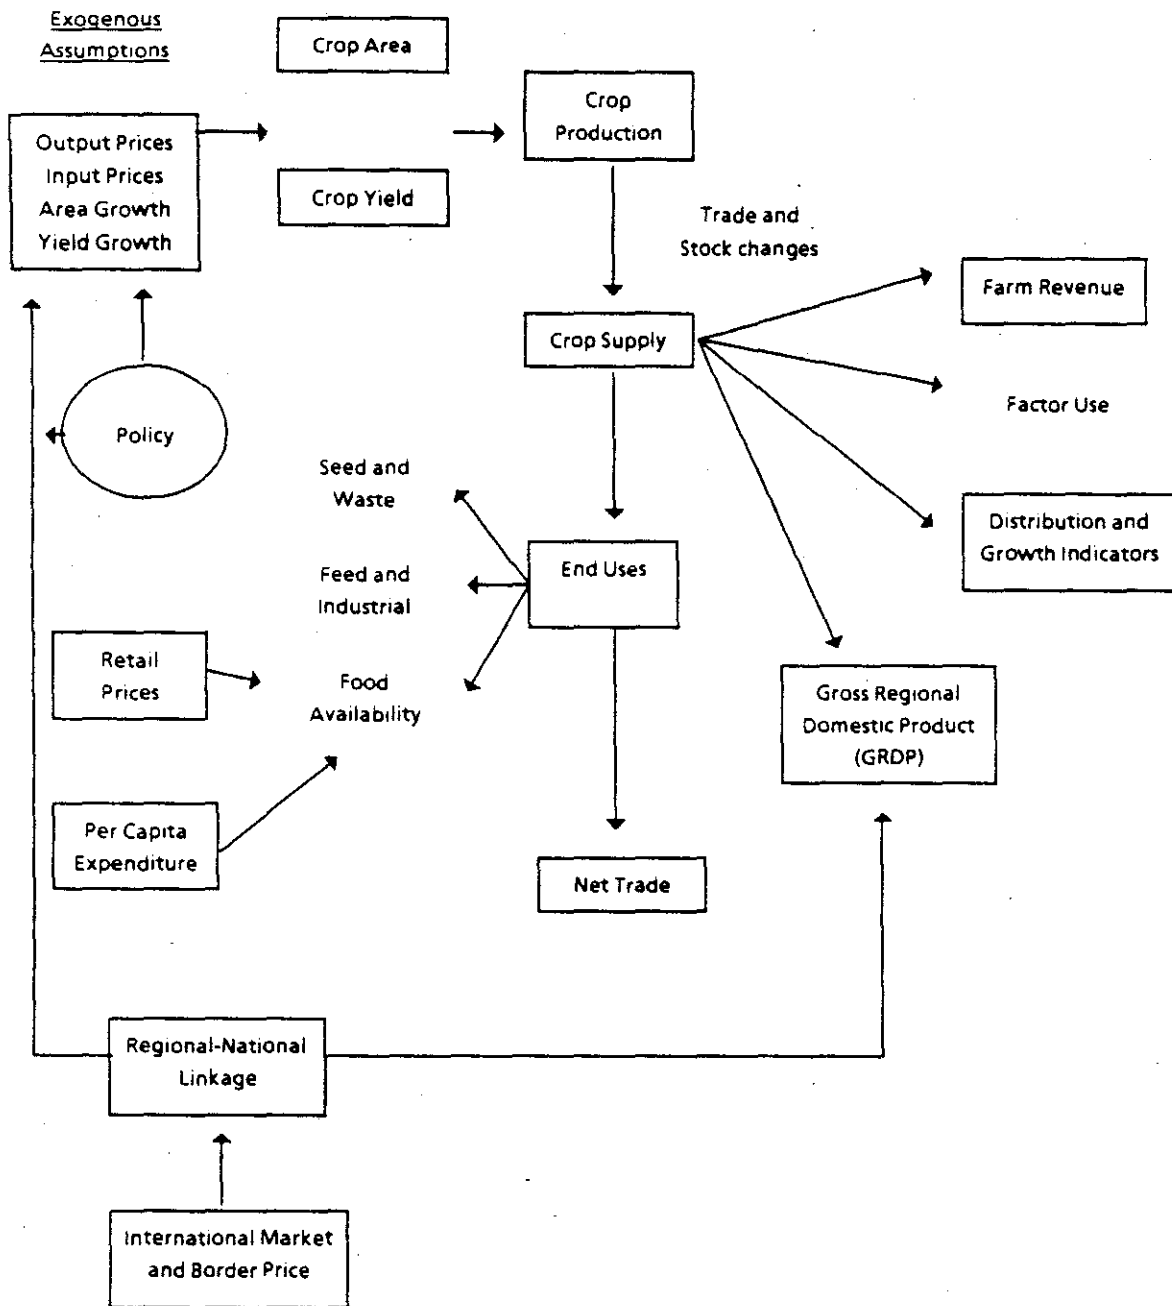 Exogenous
Assumptions
Crop Area
Crop
Production
Output Prices
Input Prices
Area Growth
Yield Growth
Crop Yield
Trade and
Stock changes
Farm Revenue
Crop Supply
Factor Use
Policy
Seed and
Waste
Distribution and
Growth Indicators
End Uses
Feed and
Industrial
Retail
Prices
Food
Availability
Gross Regional
Domestic Product
(GRDP)
Per Capita
Expenditure
Net Trade
Regional-National
Linkage
International Market
and Border Price